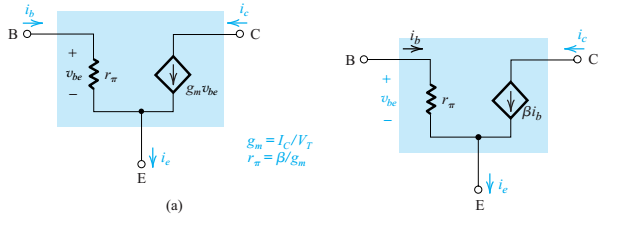 i_b
i_c
B
C
+
v_be
r_π
g_m v_be
−
i_e
E
(a)
g_m = I_C/V_T
r_π = β/g_m
i_b
i_c
B
C
+
v_be
r_π
βi_b
−
i_e
E